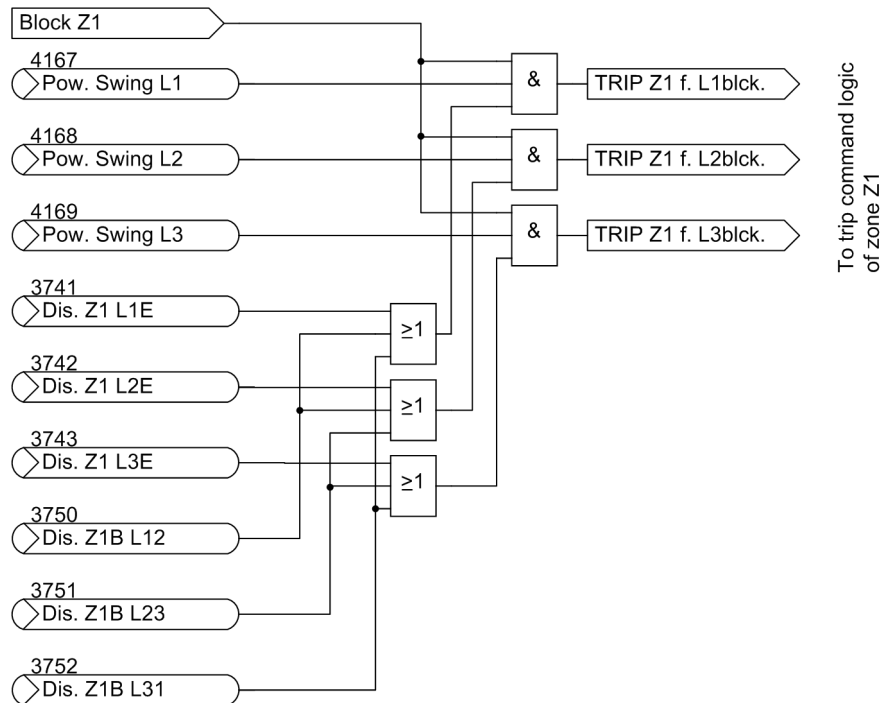 Block Z1
4167
Pow. Swing L1
&
TRIP Z1 f. L1blck.
4168
Pow. Swing L2
&
TRIP Z1 f. L2blck.
4169
Pow. Swing L3
&
TRIP Z1 f. L3blck.
To trip command logic
of zone Z1
3741
Dis. Z1 L1E
≥1
3742
Dis. Z1 L2E
≥1
3743
Dis. Z1 L3E
≥1
3750
Dis. Z1B L12
3751
Dis. Z1B L23
3752
Dis. Z1B L31